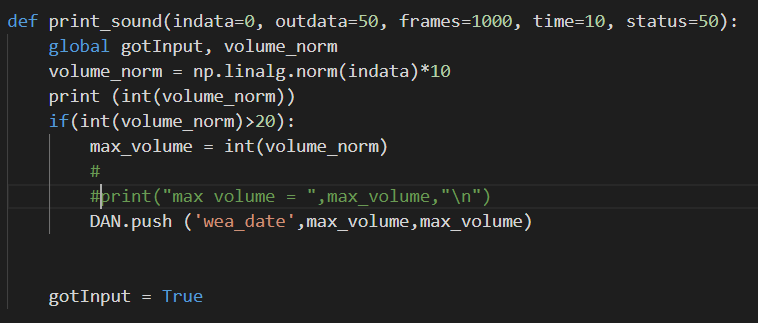 def print_sound(indata=0, outdata=50, frames=1000, time=10, status=50):
    global gotInput, volume_norm
    volume_norm = np.linalg.norm(indata)*10
    print (int(volume_norm))
    if(int(volume_norm)>20):
        max_volume = int(volume_norm)
        #
        #print("max volume = ",max_volume,"\n")
        DAN.push ('wea_date',max_volume,max_volume)
    gotInput = True